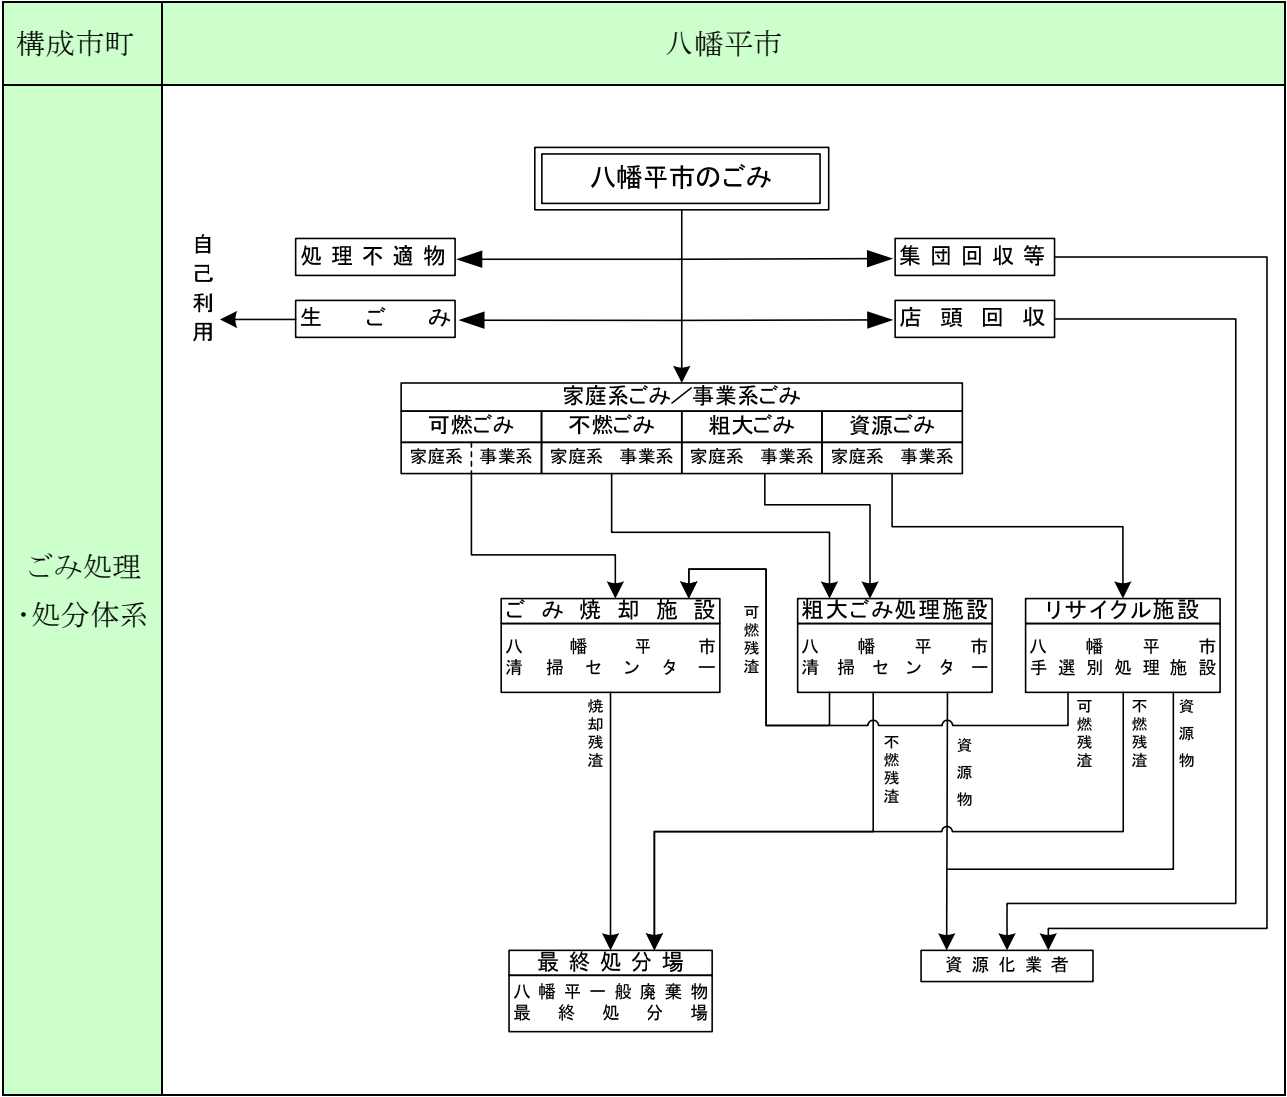 構成市町
八幡平市
ごみ処理
・処分体系
八幡平市のごみ
自己利用
処理不適物
集団回収等
生ごみ
店頭回収
家庭系ごみ／事業系ごみ
可燃ごみ
不燃ごみ
粗大ごみ
資源ごみ
家庭系
事業系
家庭系
事業系
家庭系
事業系
家庭系
事業系
ごみ焼却施設
八幡平市
清掃センター
可燃残渣
粗大ごみ処理施設
八幡平市
清掃センター
リサイクル施設
八幡平市
手選別処理施設
焼却残渣
不燃残渣
資源物
可燃残渣
不燃残渣
資源物
最終処分場
八幡平一般廃棄物
最終処分場
資源化業者